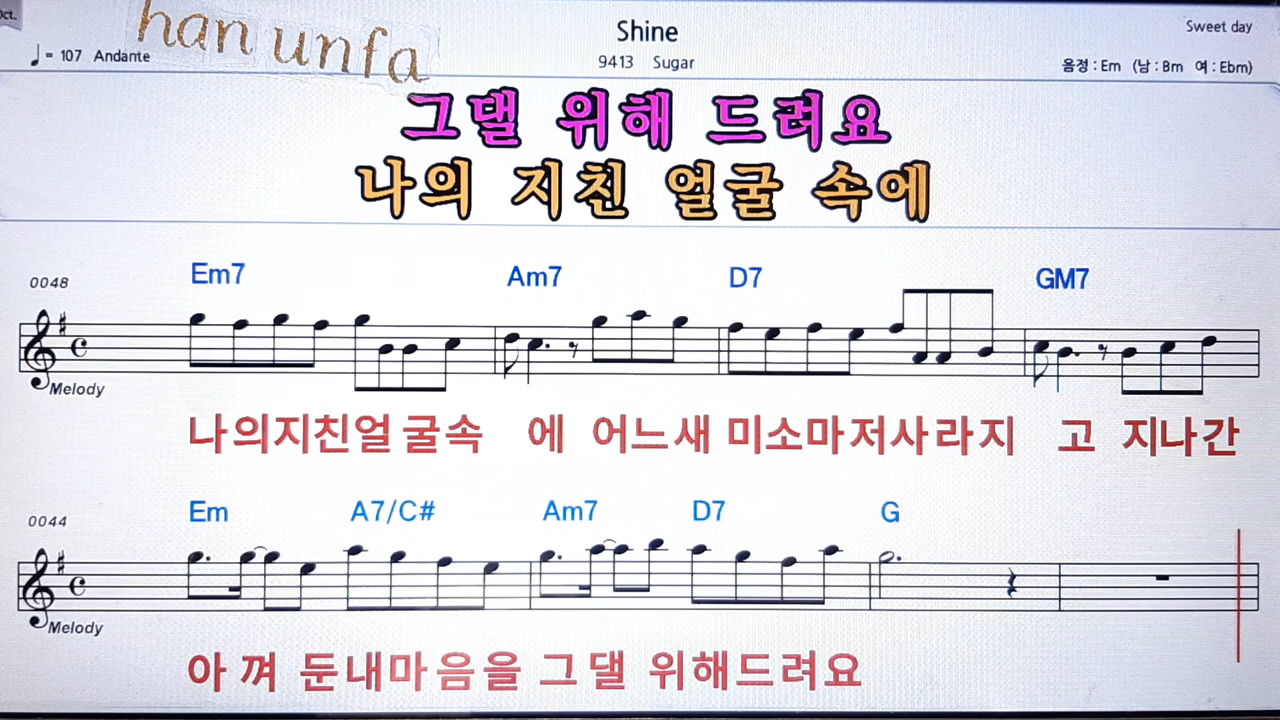 Oct.
han unfa
Shine
Sweet day
♩= 107 Andante
9413 Sugar
음정 : Em (남 : Bm 여 : Ebm)
그댈 위해 드려요
나의 지친 얼굴 속에
0048
Em7 Am7 D7 GM7
Melody
나의지친얼굴속 에 어느새 미소마저사라지 고 지나간
0044
Em A7/C# Am7 D7 G
Melody
아 껴 둔내마음을 그댈 위해드려요